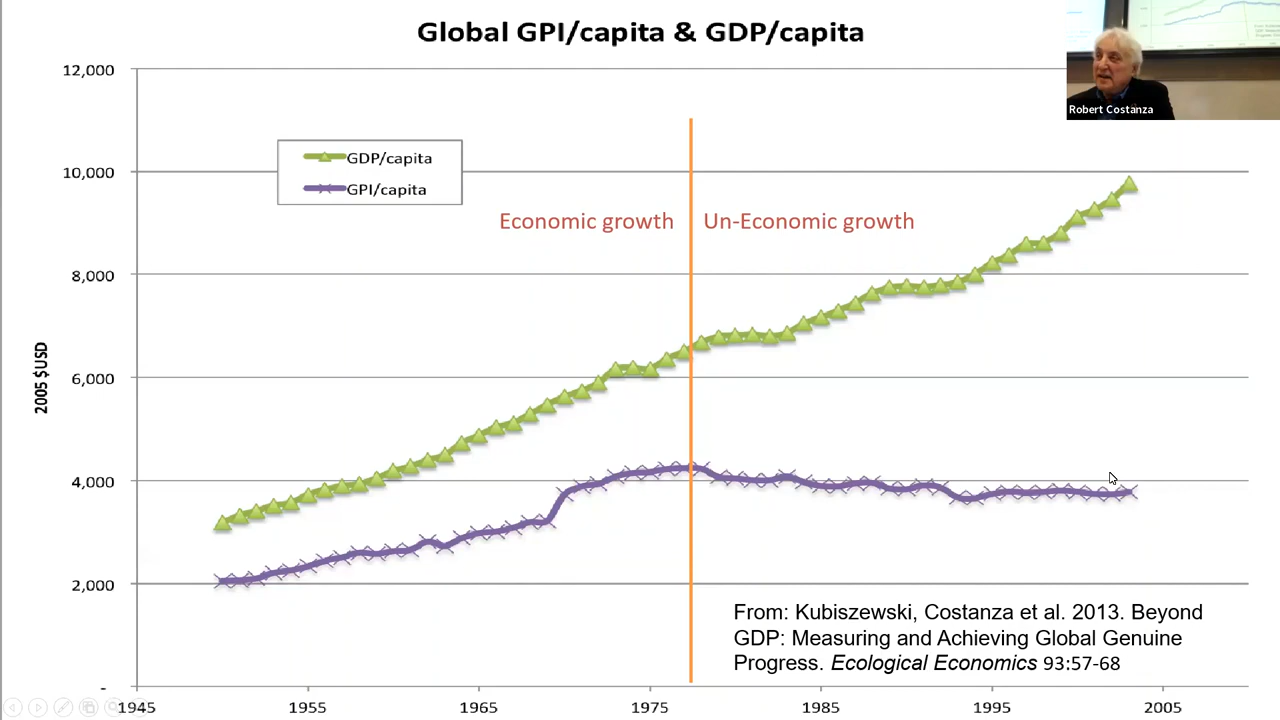 Global GPI/capita & GDP/capita
Robert Costanza
12,000
GDP/capita
GPI/capita
10,000
Economic growth
Un-Economic growth
8,000
6,000
4,000
2,000
-
2005 $USD
From: Kubiszewski, Costanza et al. 2013. Beyond
GDP: Measuring and Achieving Global Genuine
Progress. Ecological Economics 93:57-68
1945
1955
1965
1975
1985
1995
2005